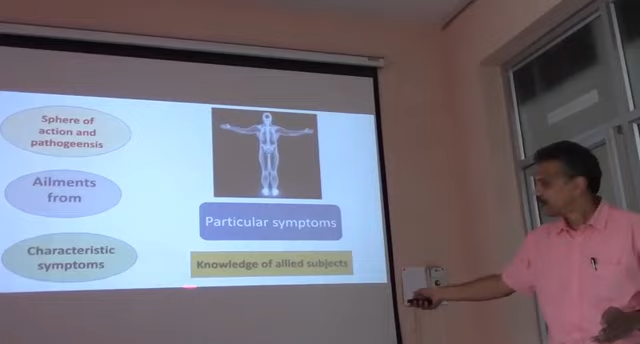 Sphere of
action and
pathogeensis
Ailments
from
Characteristic
symptoms
Particular symptoms
Knowledge of allied subjects